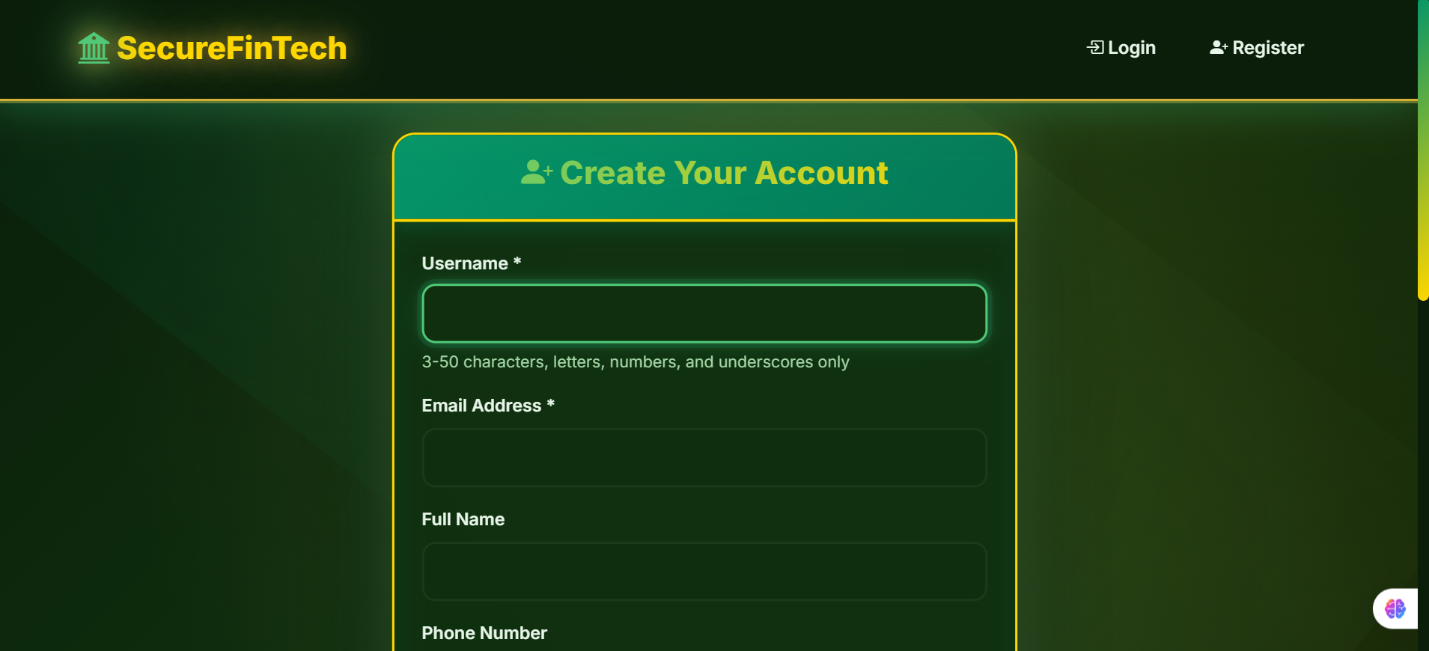 SecureFinTech
Login
Register
Create Your Account
Username *
3-50 characters, letters, numbers, and underscores only
Email Address *
Full Name
Phone Number